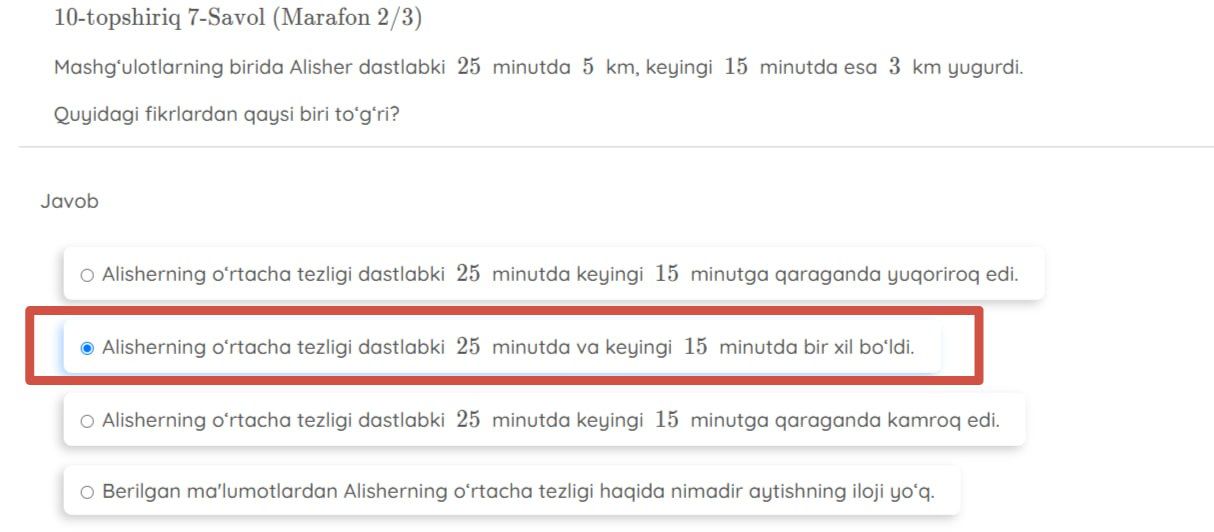 10-topshiriq 7-Savol (Marafon 2/3)
Mashg‘ulotlarning birida Alisher dastlabki 25 minutda 5 km, keyingi 15 minutda esa 3 km yugurdi.
Quyidagi fikrlardan qaysi biri to‘g‘ri?
Javob
Alisherning o‘rtacha tezligi dastlabki 25 minutda keyingi 15 minutga qaraganda yuqoriroq edi.
Alisherning o‘rtacha tezligi dastlabki 25 minutda va keyingi 15 minutda bir xil bo‘ldi.
Alisherning o‘rtacha tezligi dastlabki 25 minutda keyingi 15 minutga qaraganda kamroq edi.
Berilgan ma'lumotlardan Alisherning o‘rtacha tezligi haqida nimadir aytishning iloji yo‘q.